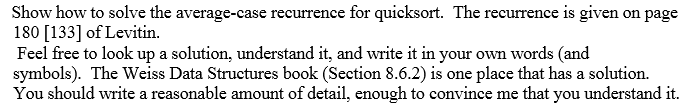 Show how to solve the average-case recurrence for quicksort. The recurrence is given on page
180 [133] of Levitin.
Feel free to look up a solution, understand it, and write it in your own words (and
symbols). The Weiss Data Structures book (Section 8.6.2) is one place that has a solution.
You should write a reasonable amount of detail, enough to convince me that you understand it.